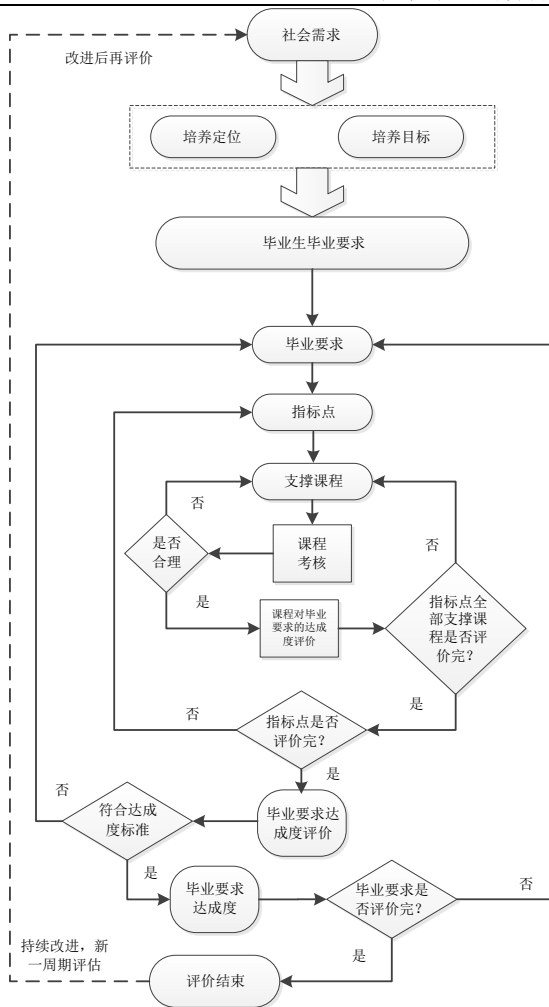 社会需求
改进后再评价
培养定位
培养目标
毕业生毕业要求
毕业要求
指标点
支撑课程
否
是否
合理
课程
考核
否
是
课程对毕业
要求的达成
度评价
指标点全
部支撑课
程是否评
价完?
否
指标点是否
评价完?
是
是
否
符合达成
度标准
毕业要求达
成度评价
是
毕业要求
达成度
毕业要求是
否评价完?
否
持续改进，新
一周期评估
是
评价结束